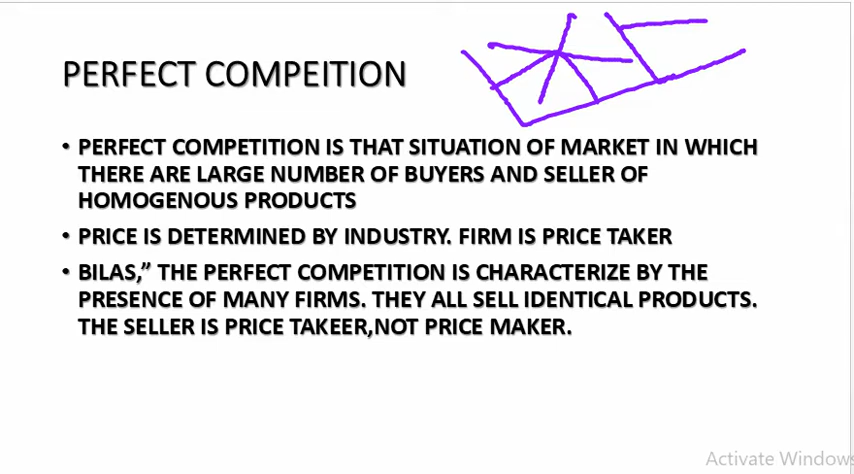 PERFECT COMPEITION
• PERFECT COMPETITION IS THAT SITUATION OF MARKET IN WHICH
THERE ARE LARGE NUMBER OF BUYERS AND SELLER OF
HOMOGENOUS PRODUCTS
• PRICE IS DETERMINED BY INDUSTRY. FIRM IS PRICE TAKER
• BILAS,” THE PERFECT COMPETITION IS CHARACTERIZE BY THE
PRESENCE OF MANY FIRMS. THEY ALL SELL IDENTICAL PRODUCTS.
THE SELLER IS PRICE TAKEER,NOT PRICE MAKER.
Activate Windows